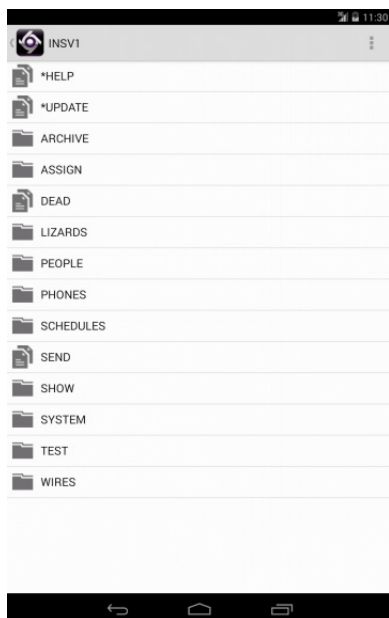 11:30
INSV1
*HELP
*UPDATE
ARCHIVE
ASSIGN
DEAD
LIZARDS
PEOPLE
PHONES
SCHEDULES
SEND
SHOW
SYSTEM
TEST
WIRES